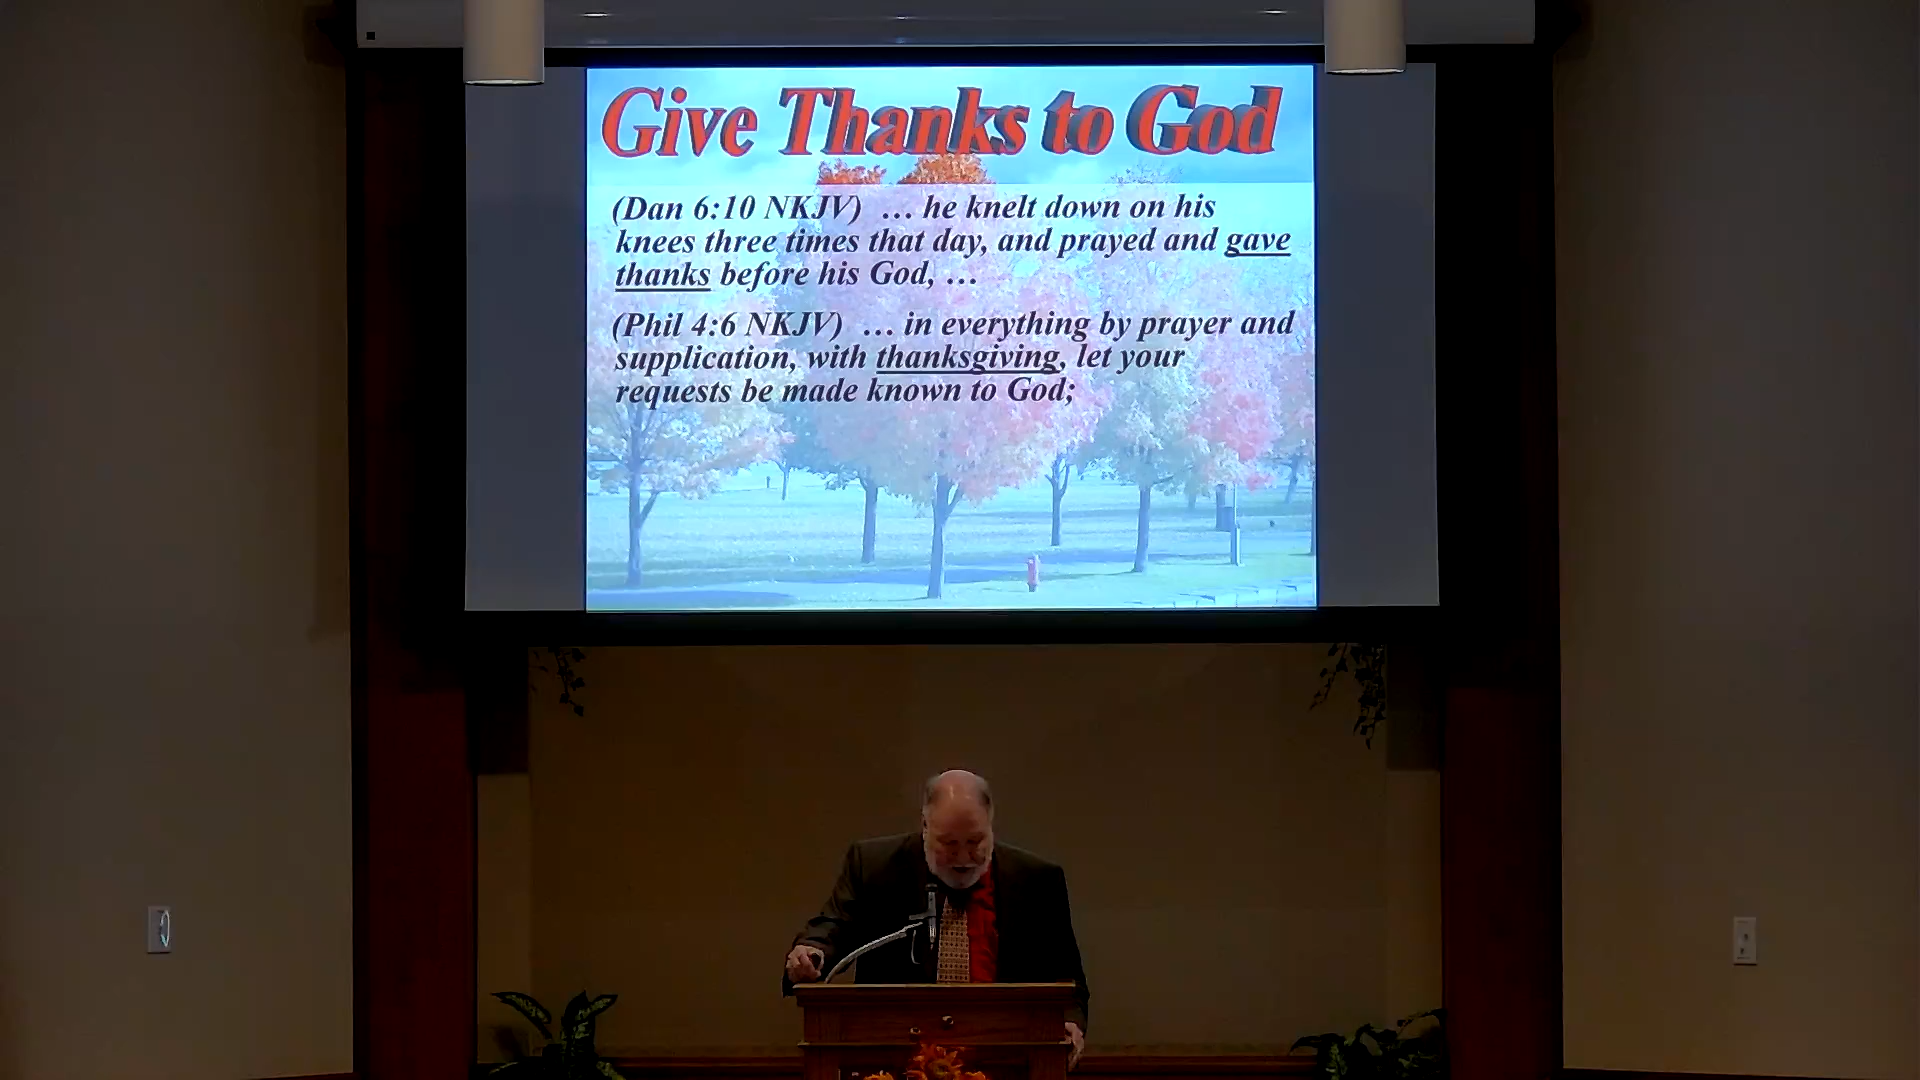 Give Thanks to God
(Dan 6:10 NKJV) … he knelt down on his
knees three times that day, and prayed and gave
thanks before his God, …
(Phil 4:6 NKJV) … in everything by prayer and
supplication, with thanksgiving, let your
requests be made known to God;